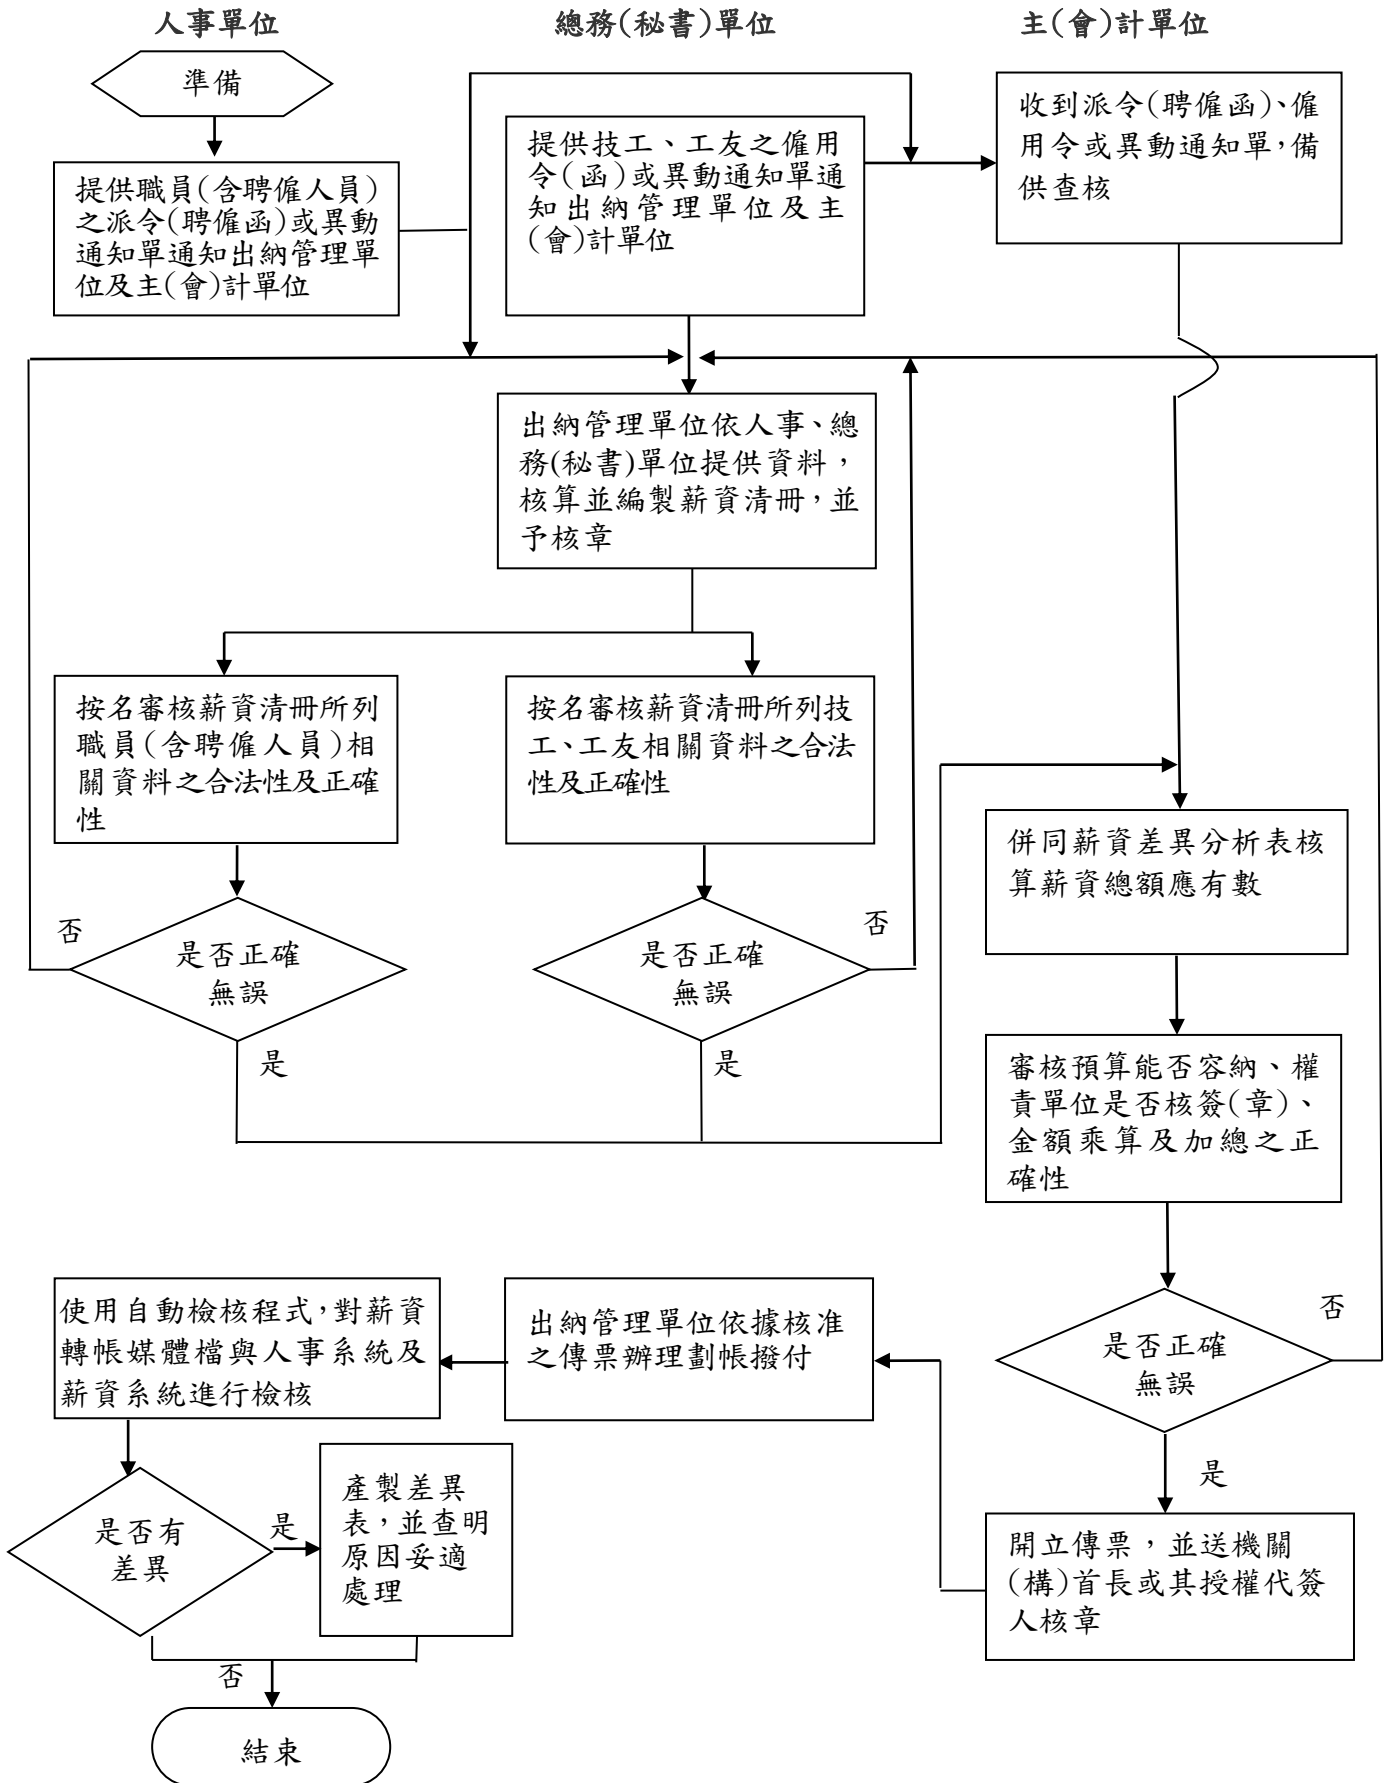 人事單位
總務(秘書)單位
主(會)計單位
準備
提供職員(含聘僱人員)
之派令(聘僱函)或異動
通知單通知出納管理單
位及主(會)計單位
提供技工、工友之僱用
令(函)或異動通知單通
知出納管理單位及主
(會)計單位
收到派令(聘僱函)、僱
用令或異動通知單，備
供查核
出納管理單位依人事、總
務(秘書)單位提供資料，
核算並編製薪資清冊，並
予核章
按名審核薪資清冊所列
職員(含聘僱人員)相
關資料之合法性及正確
性
按名審核薪資清冊所列技
工、工友相關資料之合法
性及正確性
併同薪資差異分析表核
算薪資總額應有數
否
是否正確
無誤
是
否
是否正確
無誤
是
審核預算能否容納、權
責單位是否核簽(章)、
金額乘算及加總之正
確性
否
是否正確
無誤
是
開立傳票，並送機關
(構)首長或其授權代簽
人核章
出納管理單位依據核准
之傳票辦理劃帳撥付
使用自動檢核程式，對薪資
轉帳媒體檔與人事系統及
薪資系統進行檢核
是否有
差異
是
產製差異
表，並查明
原因妥適
處理
否
結束